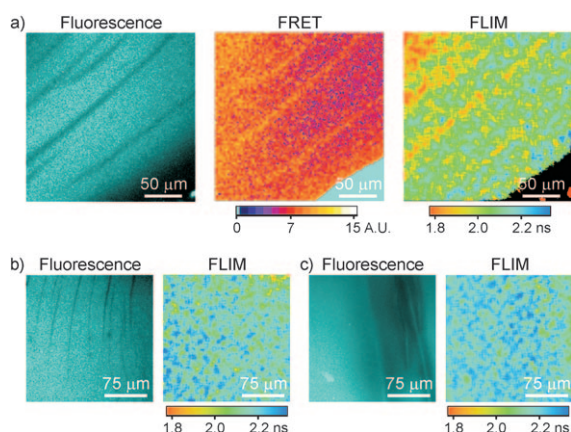 a) Fluorescence FRET FLIM
50 μm 50 μm 50 μm
0 7 15 A.U. 1.8 2.0 2.2 ns
b) Fluorescence FLIM c) Fluorescence FLIM
75 μm 75 μm 75 μm 75 μm
1.8 2.0 2.2 ns 1.8 2.0 2.2 ns